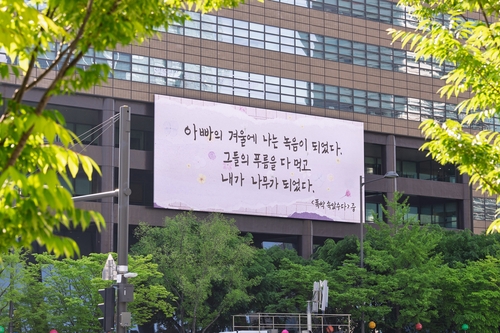 아빠의 겨울에 나는 녹음이 되었다.
그들의 푸름을 다 먹고
내가 나무가 되었다.
<폭싹 속았수다> 중